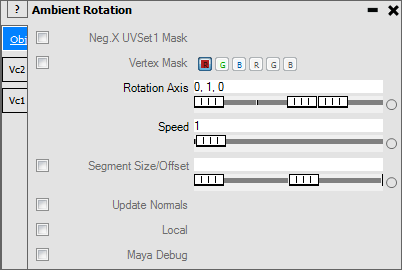 ? Ambient Rotation
Obj
Neg.X UVSet1 Mask
Vertex Mask R G B R G B
Vc2
Rotation Axis 0, 1, 0
Vc1
Speed 1
Segment Size/Offset
Update Normals
Local
Maya Debug